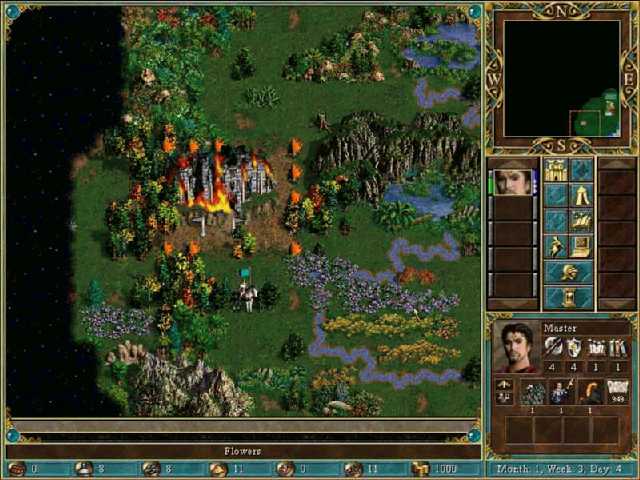 N
W
E
S
Master
4 4 1 1
1 1 1
Flowers
0 8 8 11 0 11 1000
Month: 1, Week: 3, Day: 4